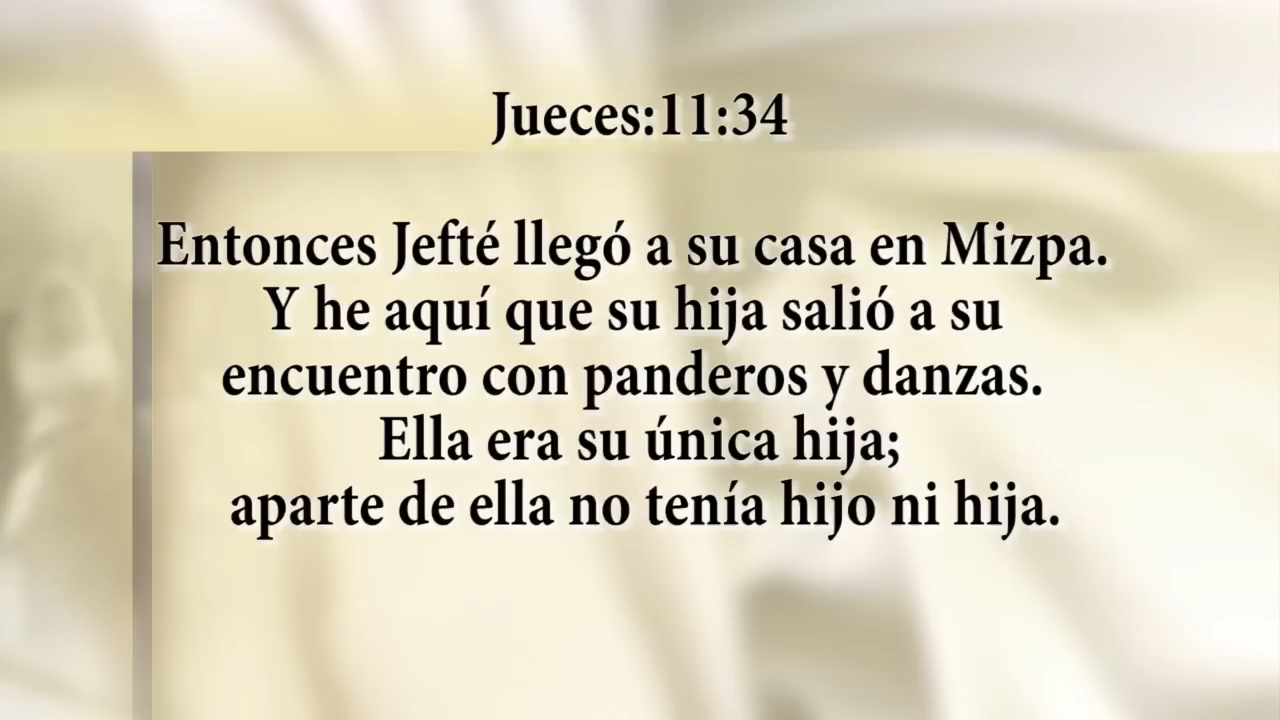 Jueces:11:34
Entonces Jefté llegó a su casa en Mizpa.
Y he aquí que su hija salió a su
encuentro con panderos y danzas.
Ella era su única hija;
aparte de ella no tenía hijo ni hija.